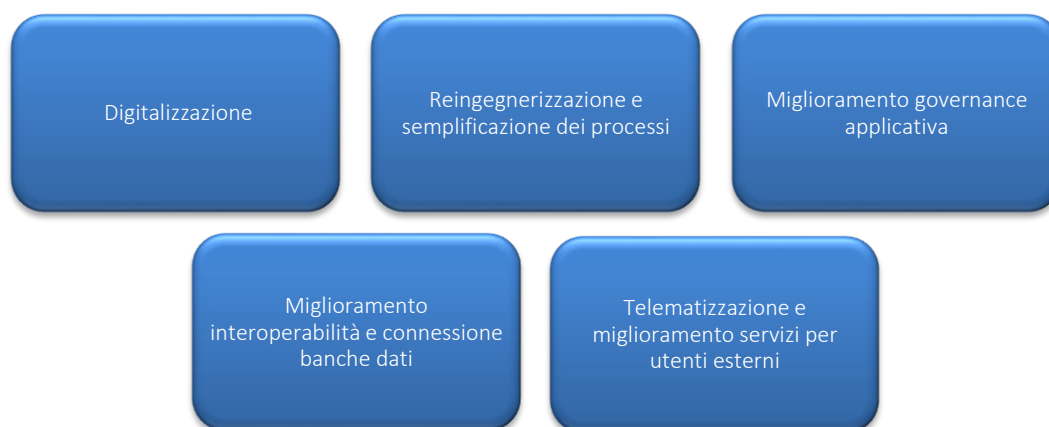 Digitalizzazione
Reingegnerizzazione e
semplificazione dei processi
Miglioramento governance
applicativa
Miglioramento
interoperabilità e connessione
banche dati
Telematizzazione e
miglioramento servizi per
utenti esterni